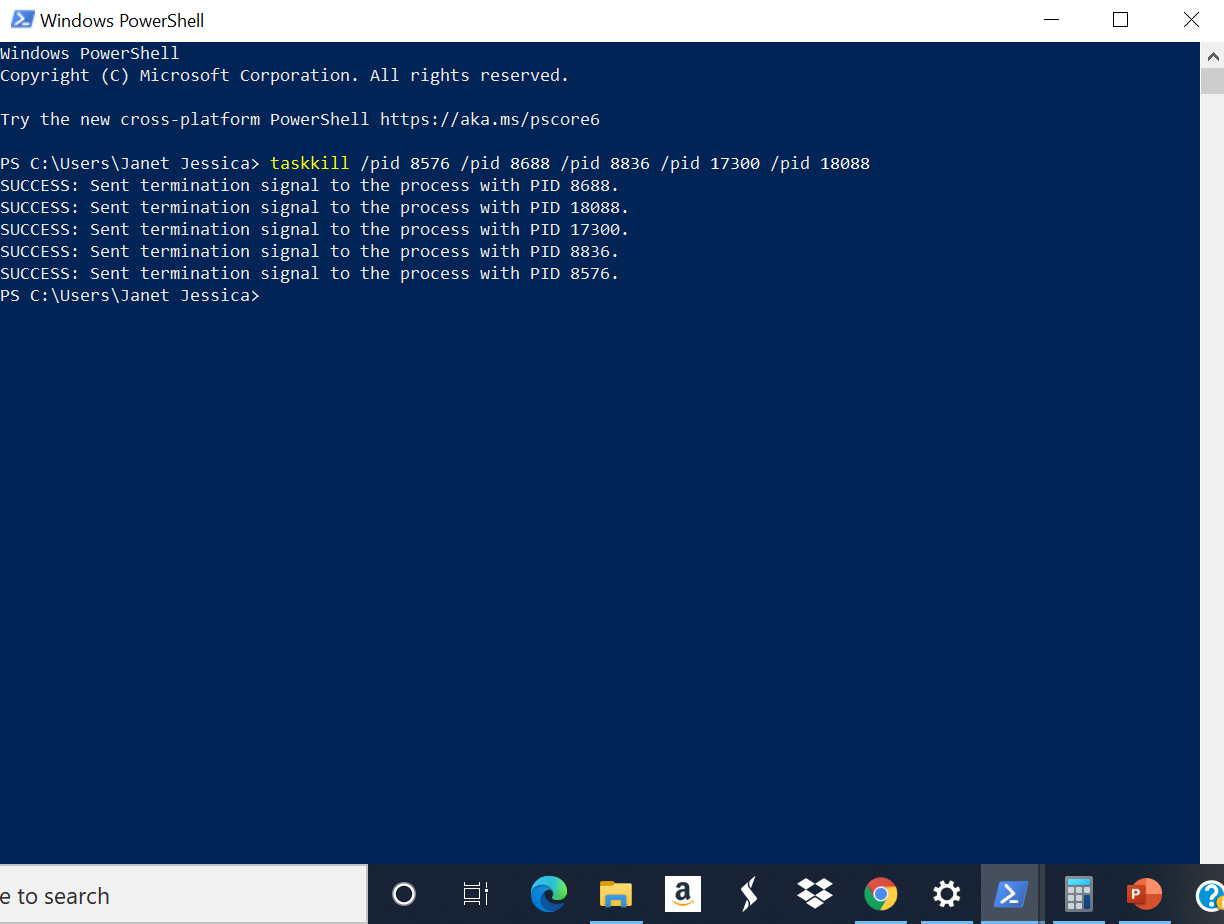 Windows PowerShell
Windows PowerShell
Copyright (C) Microsoft Corporation. All rights reserved.
Try the new cross-platform PowerShell https://aka.ms/pscore6
PS C:\Users\Janet Jessica> taskkill /pid 8576 /pid 8688 /pid 8836 /pid 17300 /pid 18088
SUCCESS: Sent termination signal to the process with PID 8688.
SUCCESS: Sent termination signal to the process with PID 18088.
SUCCESS: Sent termination signal to the process with PID 17300.
SUCCESS: Sent termination signal to the process with PID 8836.
SUCCESS: Sent termination signal to the process with PID 8576.
PS C:\Users\Janet Jessica>
e to search
a
P
?